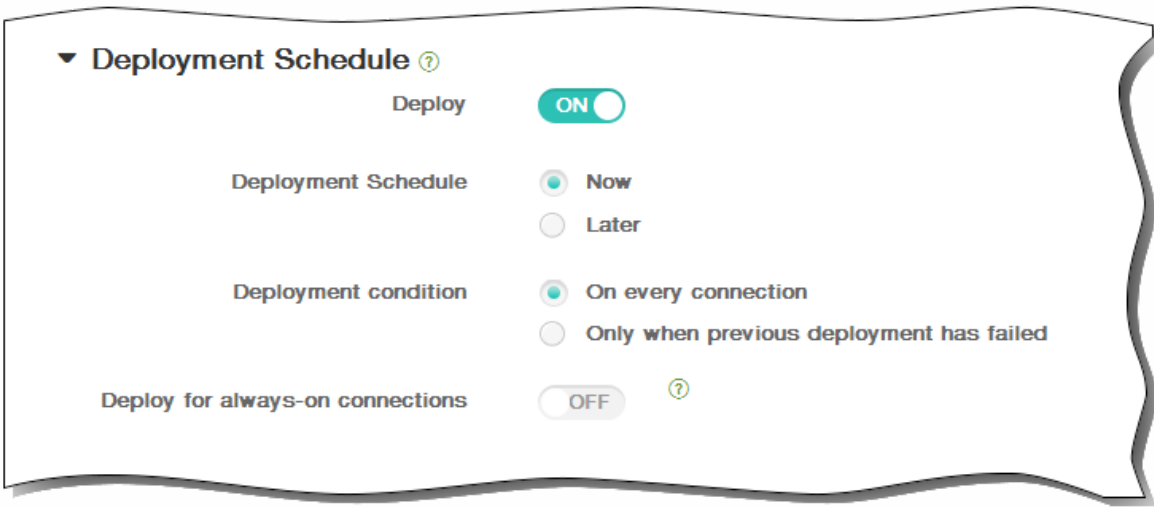 Deployment Schedule ?
Deploy ON
Deployment Schedule Now
Later
Deployment condition On every connection
Only when previous deployment has failed
Deploy for always-on connections OFF ?